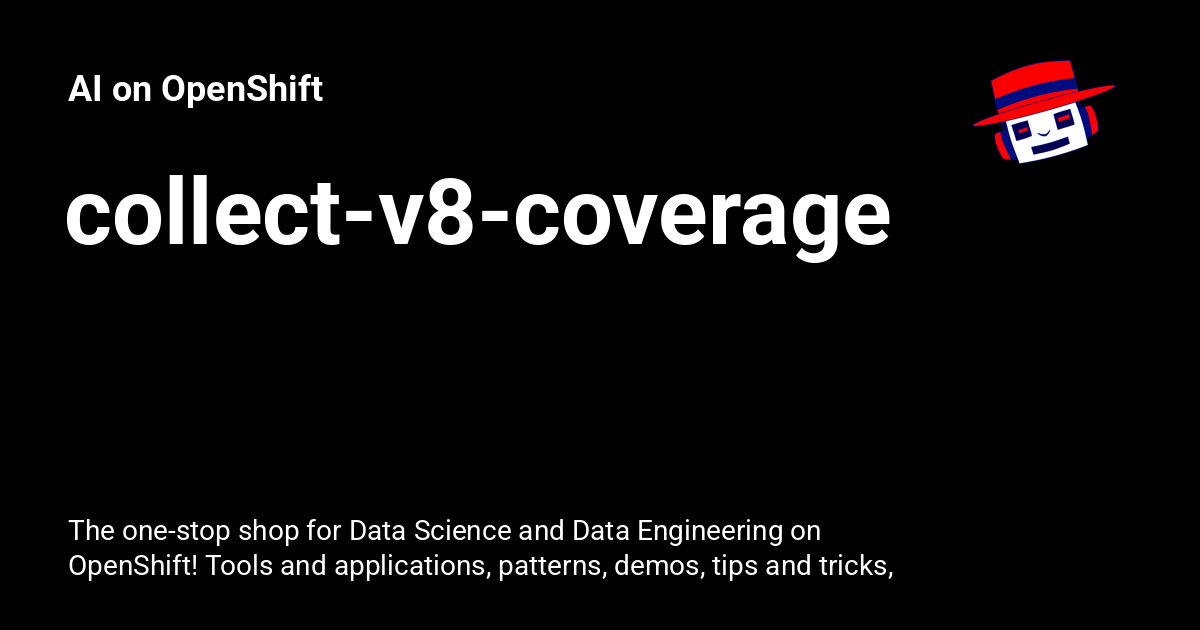 AI on OpenShift
collect-v8-coverage
The one-stop shop for Data Science and Data Engineering on
OpenShift! Tools and applications, patterns, demos, tips and tricks,